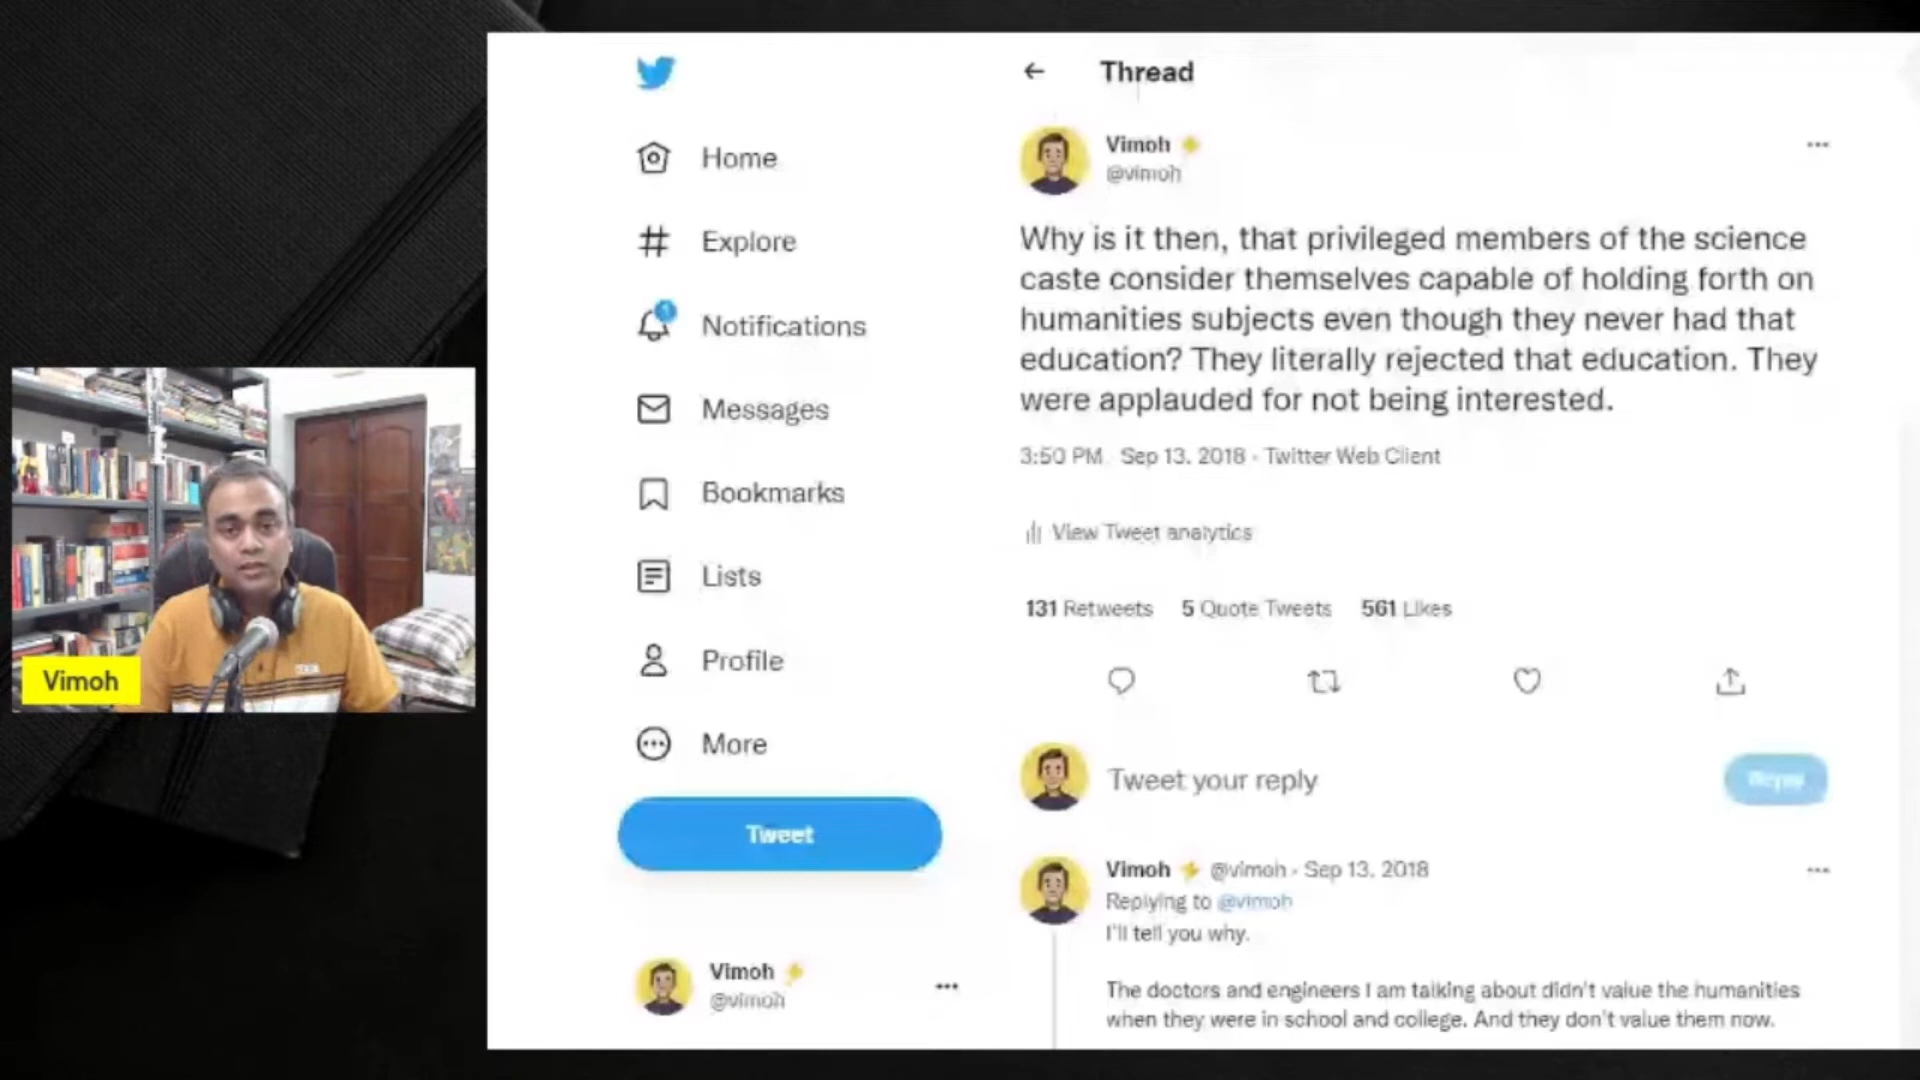 Thread
Vimoh
@vimoh
Why is it then, that privileged members of the science
caste consider themselves capable of holding forth on
humanities subjects even though they never had that
education? They literally rejected that education. They
were applauded for not being interested.
3:50 PM · Sep 13, 2018 · Twitter Web Client
View Tweet analytics
131 Retweets 5 Quote Tweets 561 Likes
Tweet your reply
Reply
Vimoh @vimoh · Sep 13, 2018
Replying to @vimoh
I'll tell you why.
The doctors and engineers I am talking about didn't value the humanities
when they were in school and college. And they don't value them now.
Home
Explore
1
Notifications
Messages
Bookmarks
Lists
Profile
More
Tweet
Vimoh
@vimoh
Vimoh